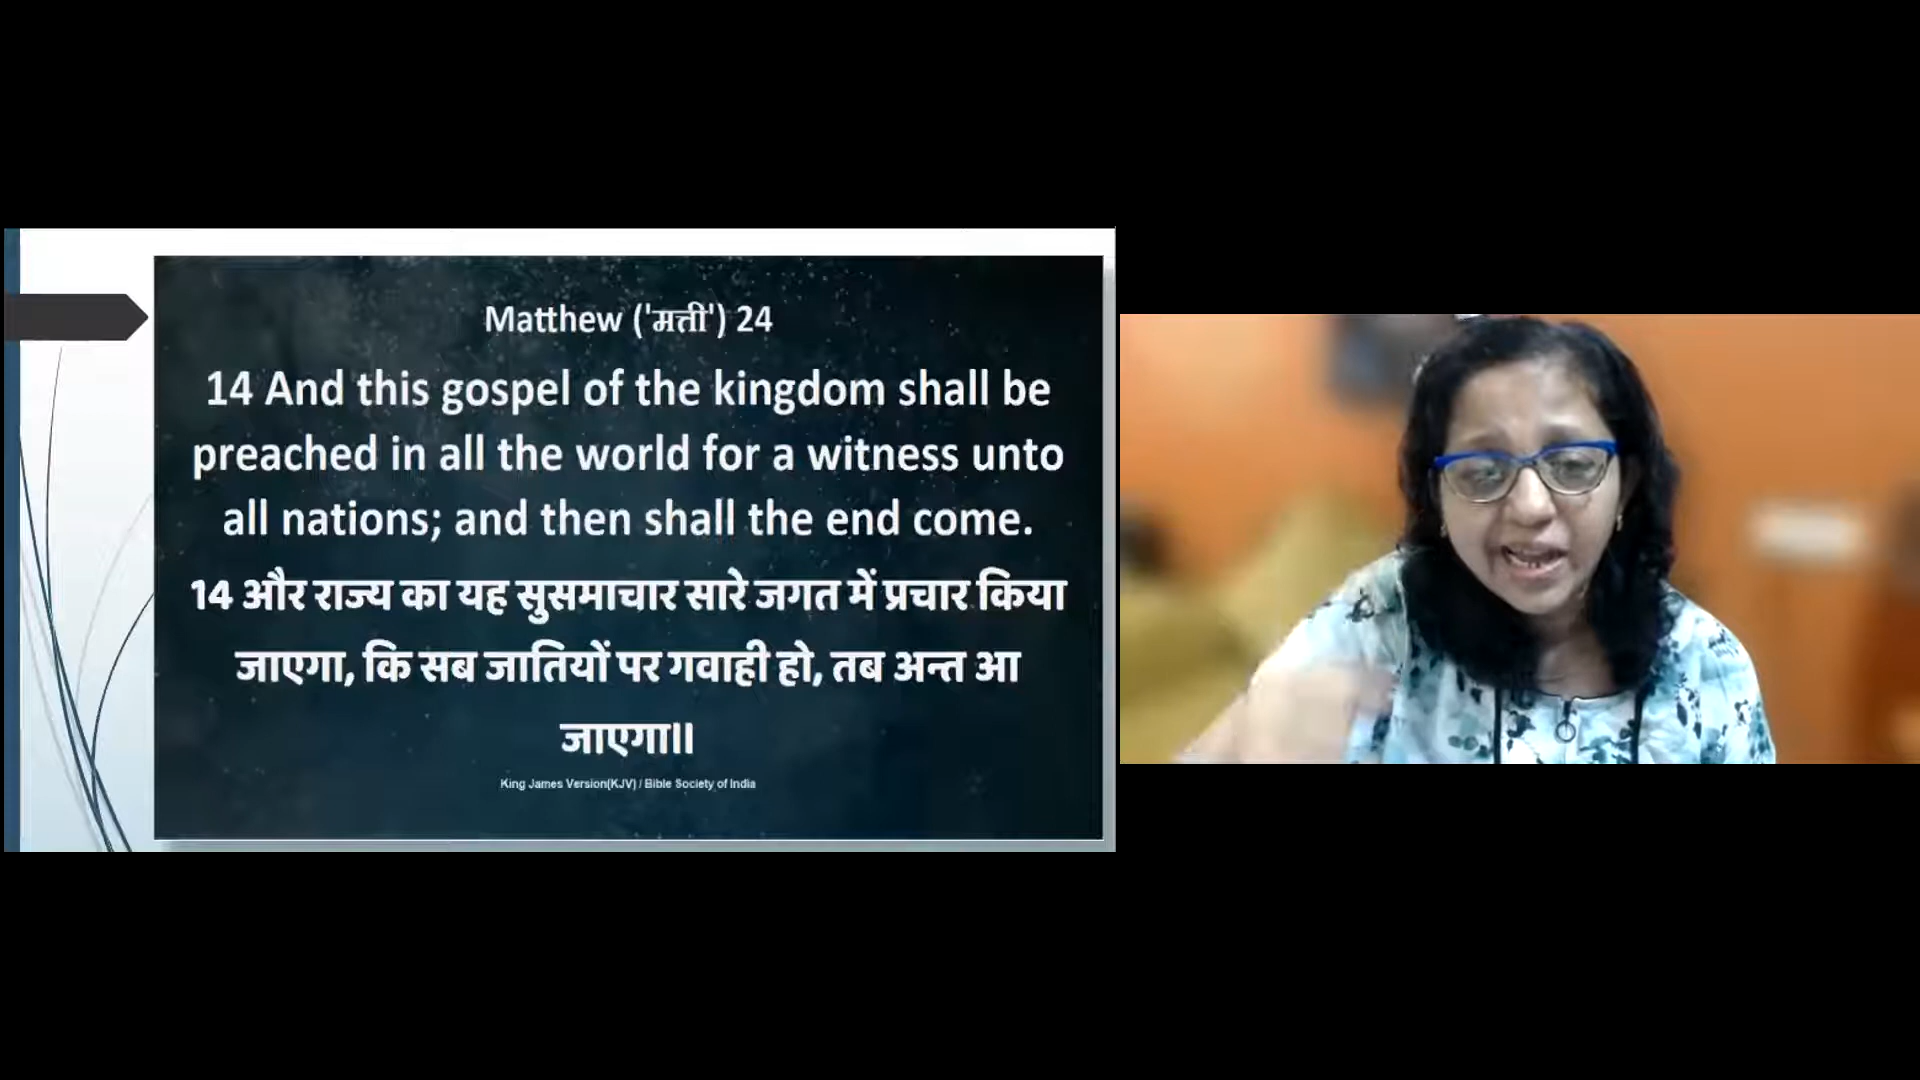 Matthew ('मत्ती') 24
14 And this gospel of the kingdom shall be
preached in all the world for a witness unto
all nations; and then shall the end come.
14 और राज्य का यह सुसमाचार सारे जगत में प्रचार किया
जाएगा, कि सब जातियों पर गवाही हो, तब अन्त आ
जाएगा॥
King James Version(KJV) / Bible Society of India